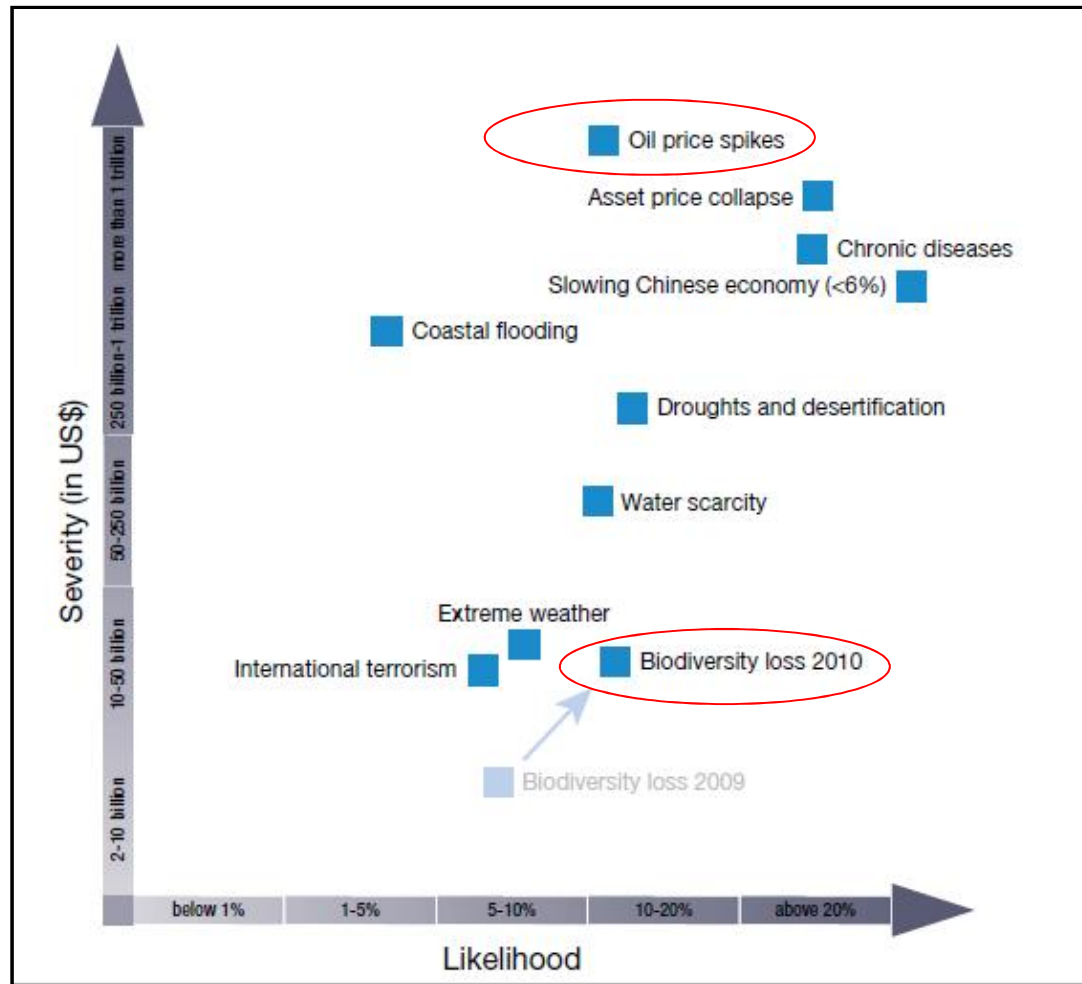 Oil price spikes
Asset price collapse
Chronic diseases
Slowing Chinese economy (<6%)
Coastal flooding
Droughts and desertification
Water scarcity
Extreme weather
International terrorism
Biodiversity loss 2010
Biodiversity loss 2009
Severity (in US$)
more than 1 trillion
250 billion-1 trillion
50-250 billion
10-50 billion
2-10 billion
below 1%
1-5%
5-10%
10-20%
above 20%
Likelihood